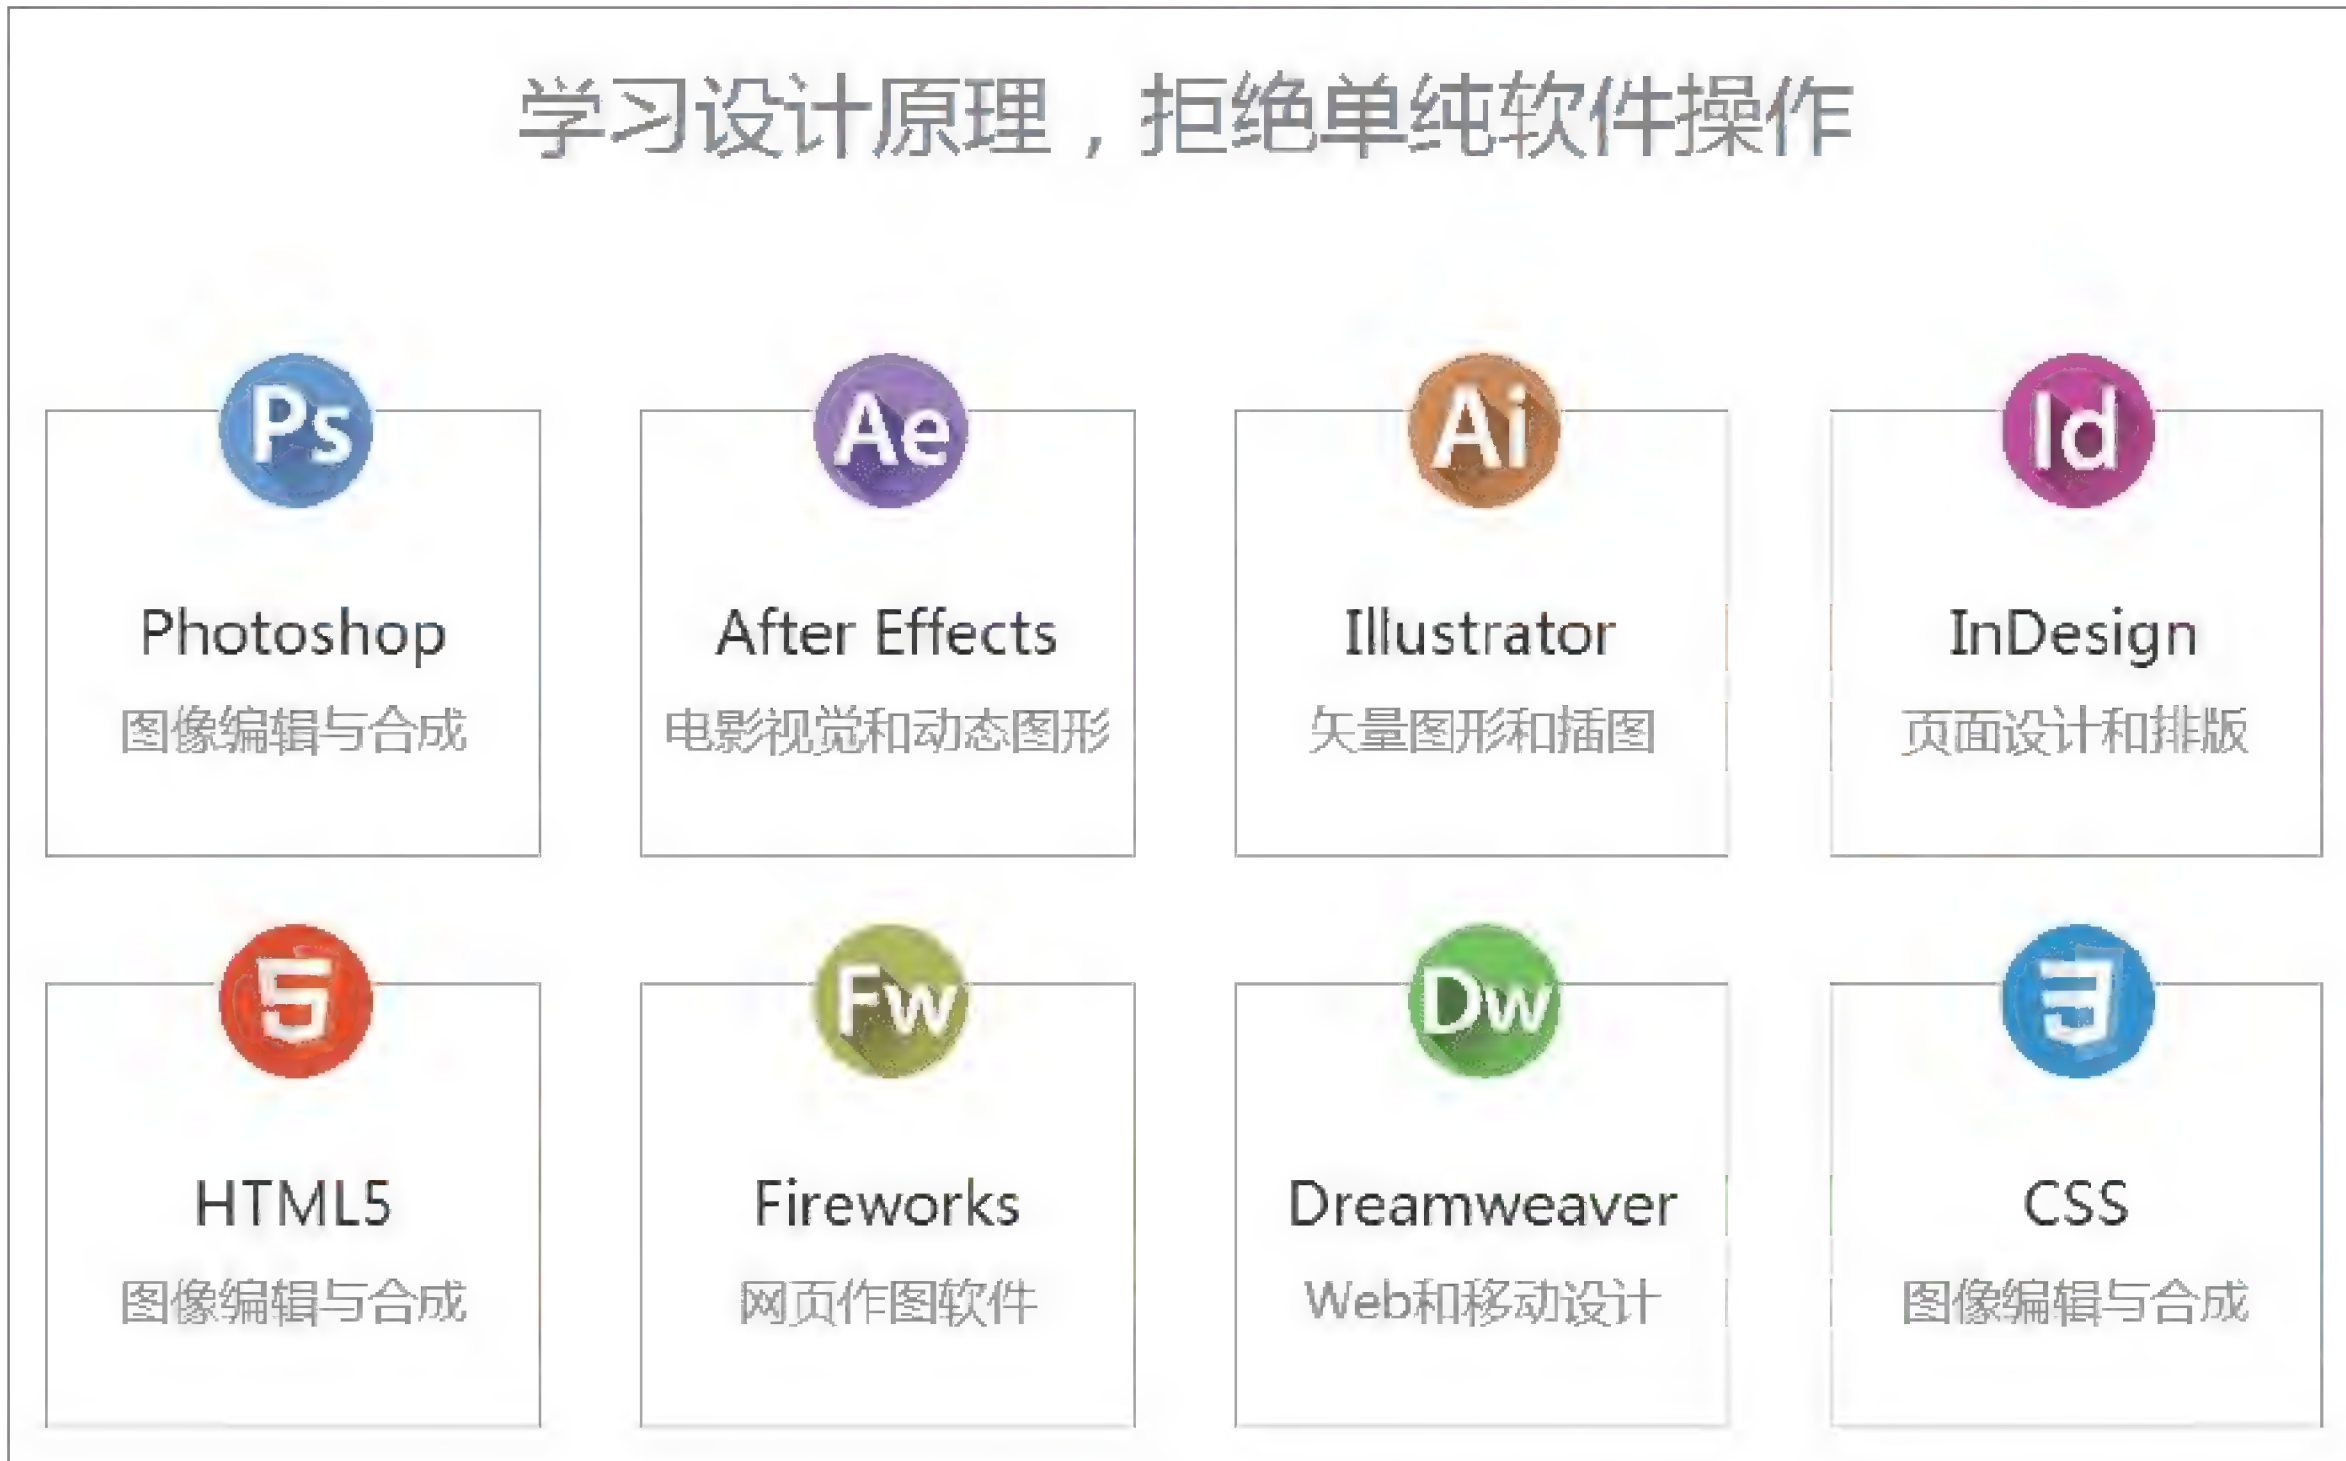 学习设计原理，拒绝单纯软件操作
Ps
Ae
Ai
Id
Photoshop
After Effects
Illustrator
InDesign
图像编辑与合成
电影视觉和动态图形
矢量图形和插图
页面设计和排版
5
Fw
Dw
3
HTML5
Fireworks
Dreamweaver
CSS
图像编辑与合成
网页作图软件
Web和移动设计
图像编辑与合成